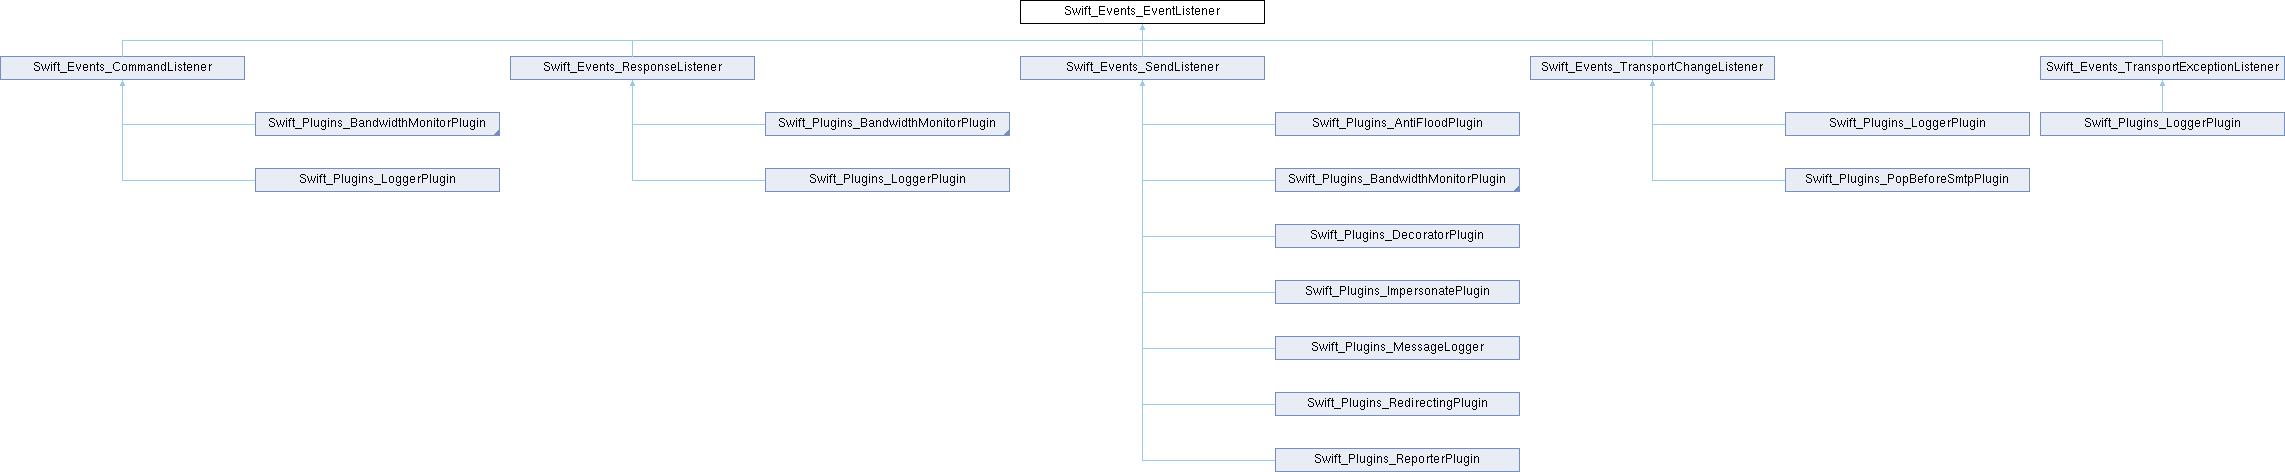 Swift_Events_EventListener
Swift_Events_CommandListener
Swift_Events_ResponseListener
Swift_Events_SendListener
Swift_Events_TransportChangeListener
Swift_Events_TransportExceptionListener
Swift_Plugins_BandwidthMonitorPlugin
Swift_Plugins_BandwidthMonitorPlugin
Swift_Plugins_AntiFloodPlugin
Swift_Plugins_LoggerPlugin
Swift_Plugins_LoggerPlugin
Swift_Plugins_LoggerPlugin
Swift_Plugins_LoggerPlugin
Swift_Plugins_BandwidthMonitorPlugin
Swift_Plugins_PopBeforeSmtpPlugin
Swift_Plugins_DecoratorPlugin
Swift_Plugins_ImpersonatePlugin
Swift_Plugins_MessageLogger
Swift_Plugins_RedirectingPlugin
Swift_Plugins_ReporterPlugin